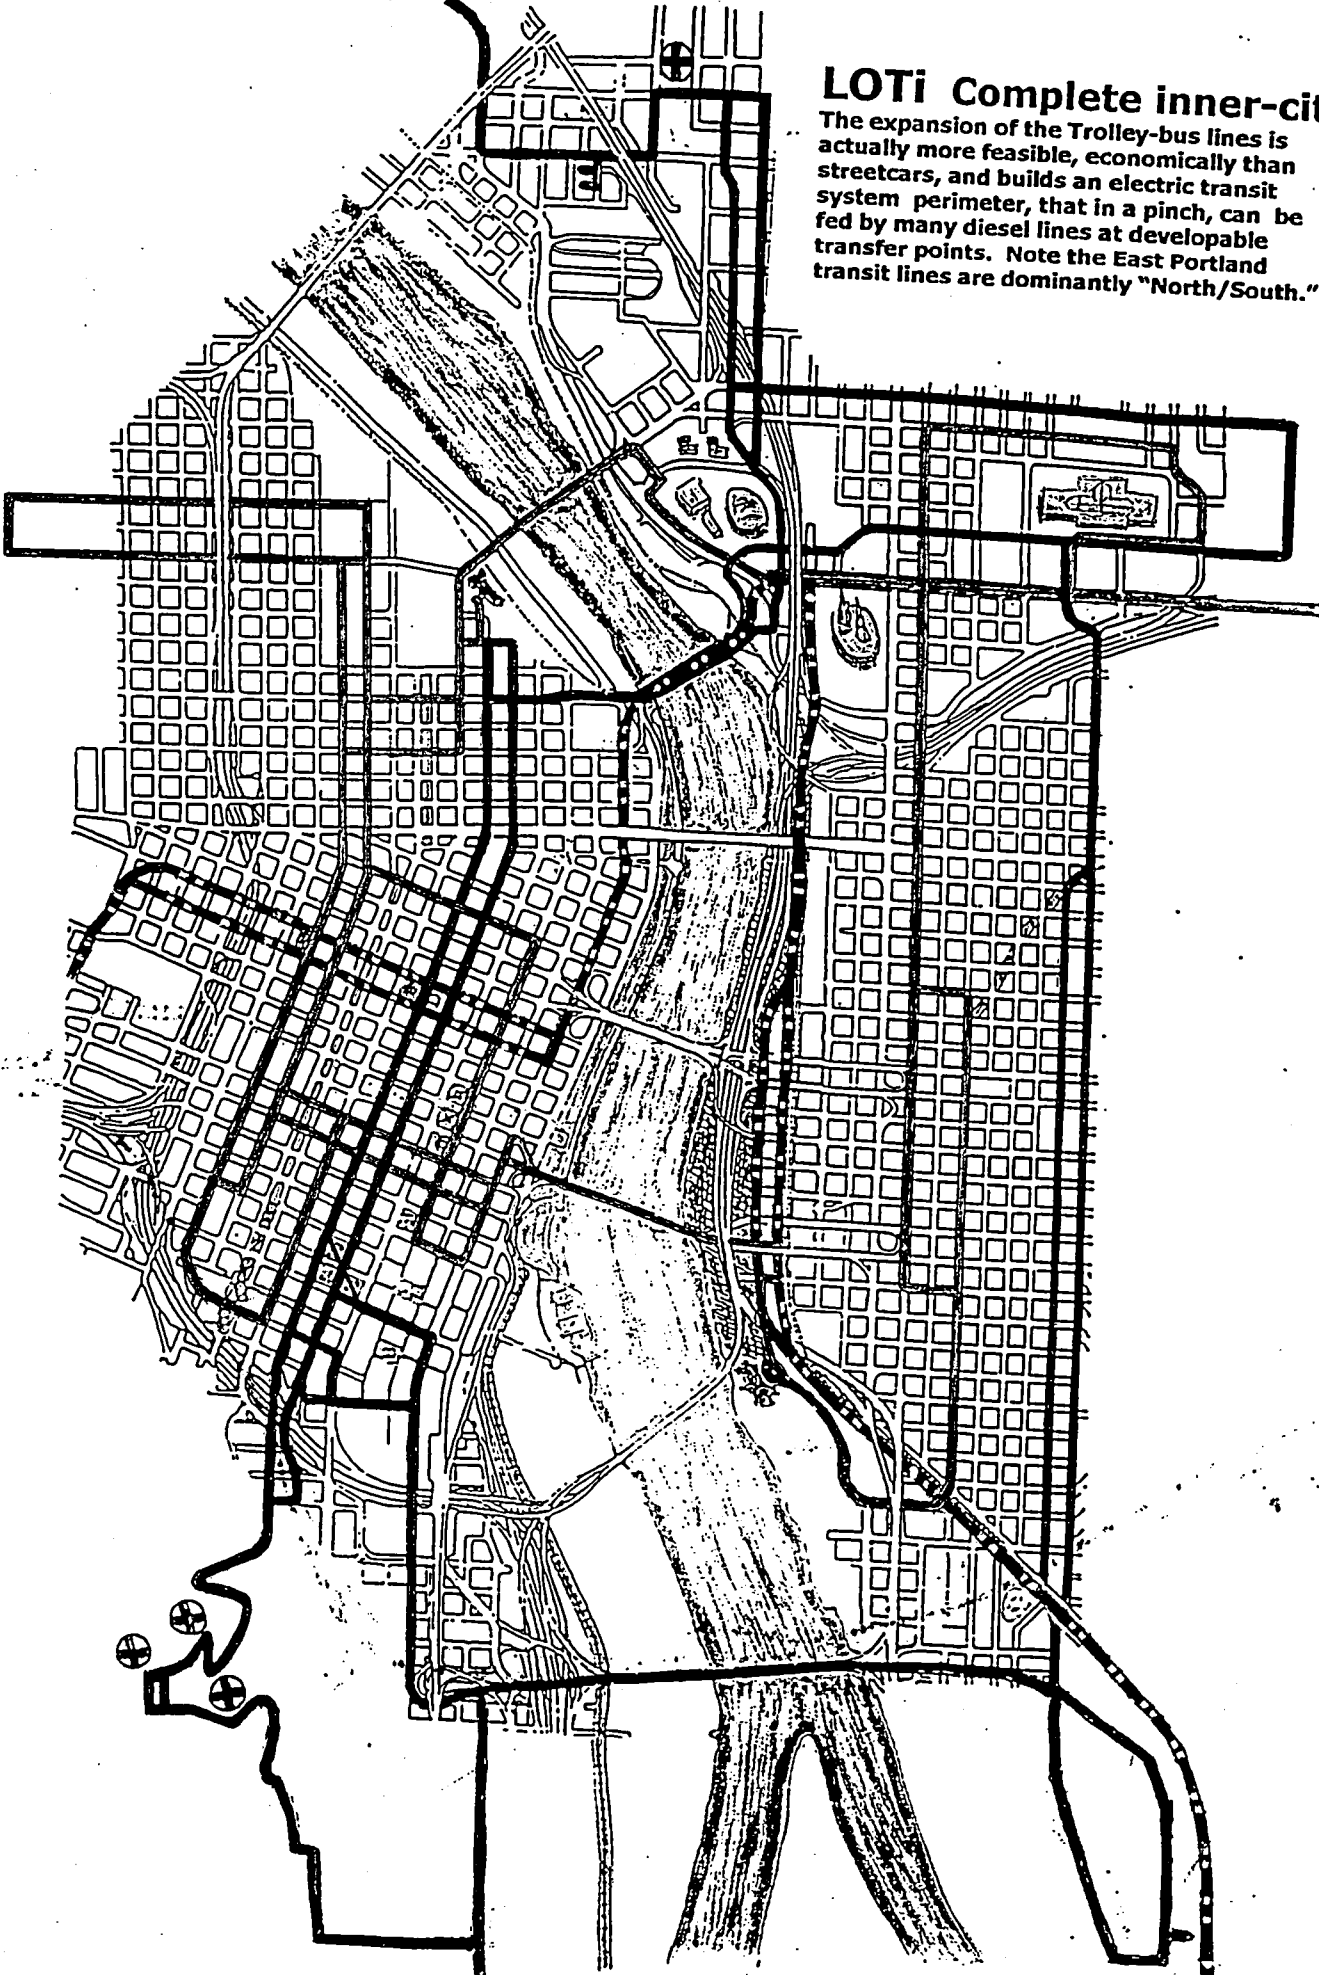 LOTi Complete inner-cit
The expansion of the Trolley-bus lines is
actually more feasible, economically than
streetcars, and builds an electric transit
system perimeter, that in a pinch, can be
fed by many diesel lines at developable
transfer points. Note the East Portland
transit lines are dominantly "North/South."